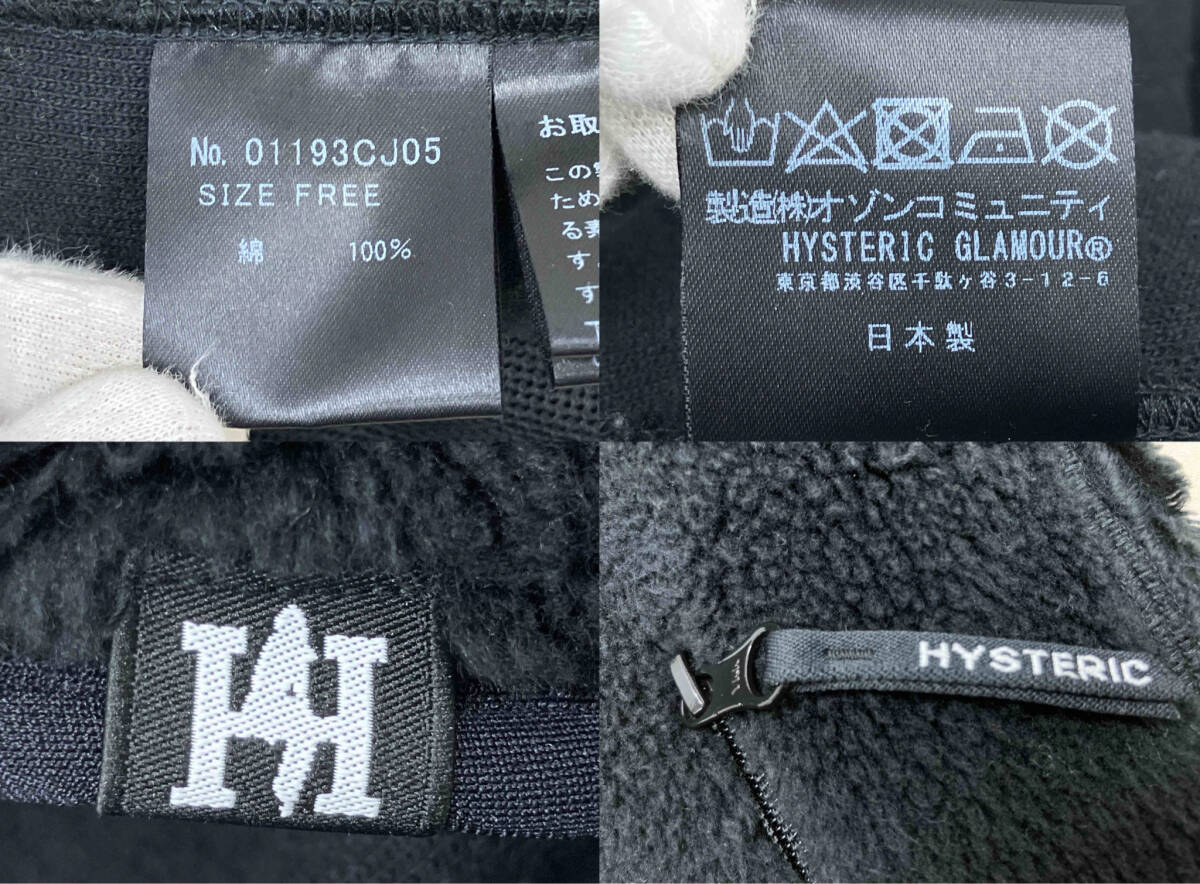 No. 01193CJ05
SIZE FREE
綿 100%
お取
この
ため
る
す。
す
製造(株)オゾンコミュニティ
HYSTERIC GLAMOUR®
東京都渋谷区千駄ヶ谷3-12-6
日本製
H H
HYSTERIC